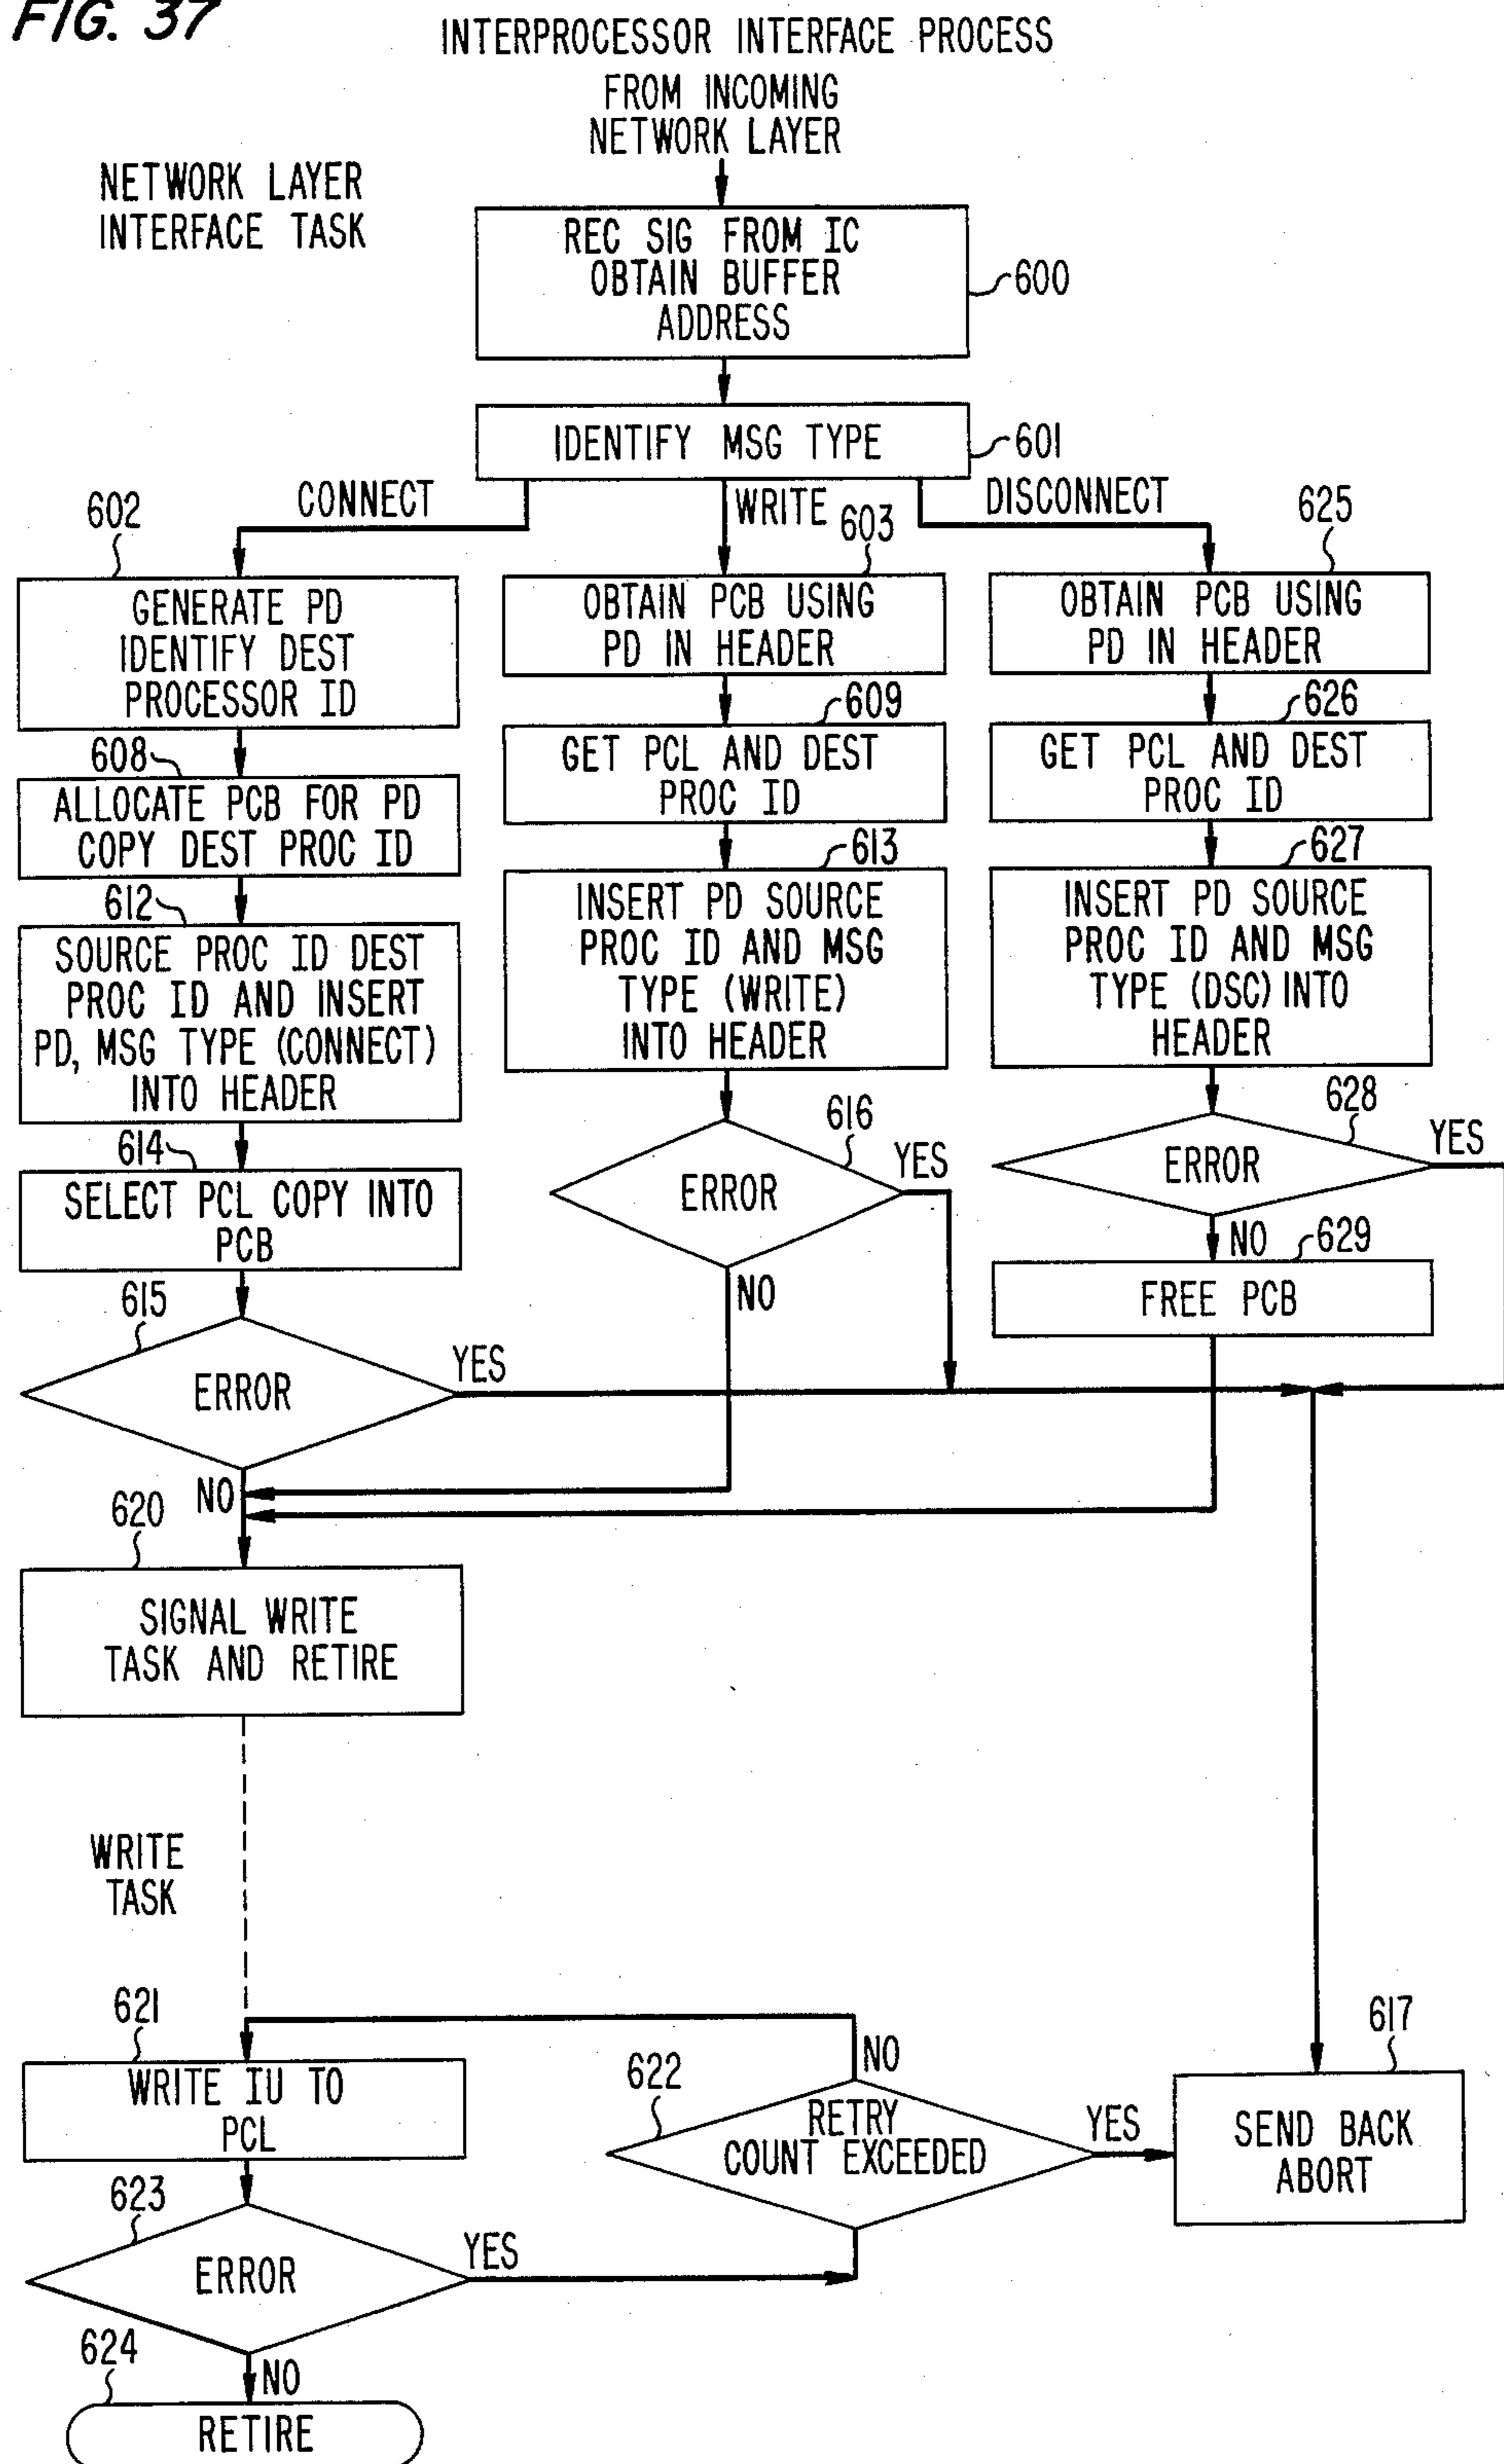 FIG. 37
INTERPROCESSOR INTERFACE PROCESS
FROM INCOMING
NETWORK LAYER
NETWORK LAYER
INTERFACE TASK
REC SIG FROM IC
OBTAIN BUFFER
ADDRESS
600
IDENTIFY MSG TYPE
601
CONNECT
WRITE
DISCONNECT
602
GENERATE PD
IDENTIFY DEST
PROCESSOR ID
608
ALLOCATE PCB FOR PD
COPY DEST PROC ID
612
SOURCE PROC ID DEST
PROC ID AND INSERT
PD, MSG TYPE (CONNECT)
INTO HEADER
614
SELECT PCL COPY INTO
PCB
615
ERROR
YES
NO
603
OBTAIN PCB USING
PD IN HEADER
609
GET PCL AND DEST
PROC ID
613
INSERT PD SOURCE
PROC ID AND MSG
TYPE (WRITE)
INTO HEADER
616
ERROR
YES
NO
625
OBTAIN PCB USING
PD IN HEADER
626
GET PCL AND DEST
PROC ID
627
INSERT PD SOURCE
PROC ID AND MSG
TYPE (DSC) INTO
HEADER
628
ERROR
YES
NO
629
FREE PCB
620
SIGNAL WRITE
TASK AND RETIRE
WRITE
TASK
621
WRITE IU TO
PCL
623
ERROR
YES
NO
622
RETRY
COUNT EXCEEDED
NO
YES
617
SEND BACK
ABORT
624
RETIRE